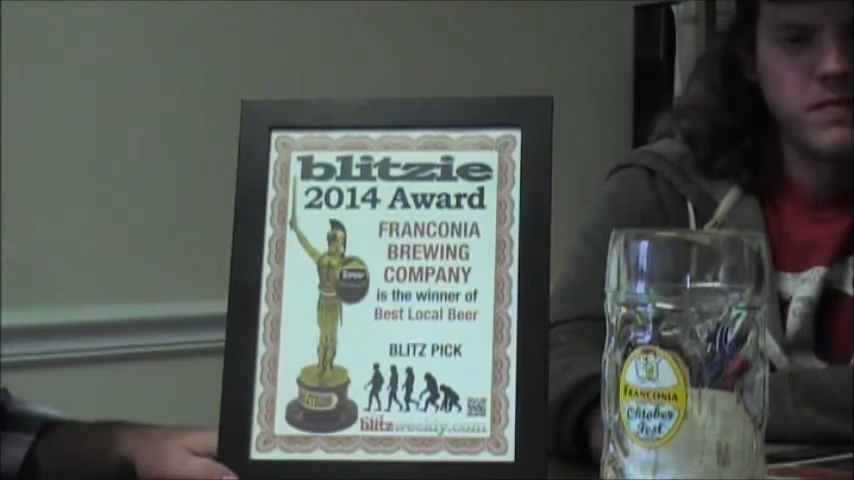 blitzie
2014 Award
FRANCONIA
BREWING
COMPANY
is the winner of
Best Local Beer
BLITZ PICK
blitzweekly.com
FRANCONIA
Oktober
Fest